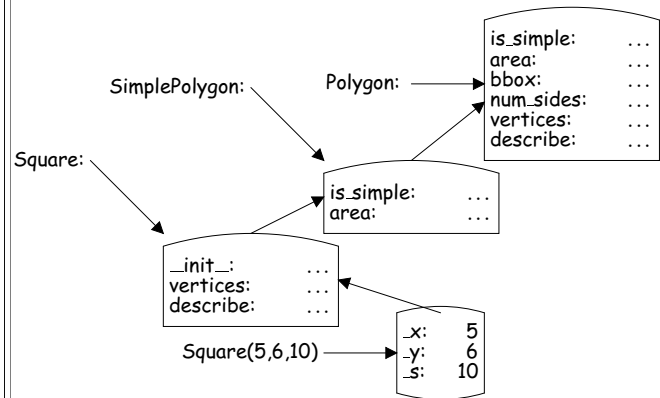 is_simple: ...
area: ...
bbox: ...
num_sides: ...
vertices: ...
describe: ...
Polygon:
SimplePolygon:
Square:
is_simple: ...
area: ...
__init__: ...
vertices: ...
describe: ...
Square(5,6,10)
_x: 5
_y: 6
_s: 10